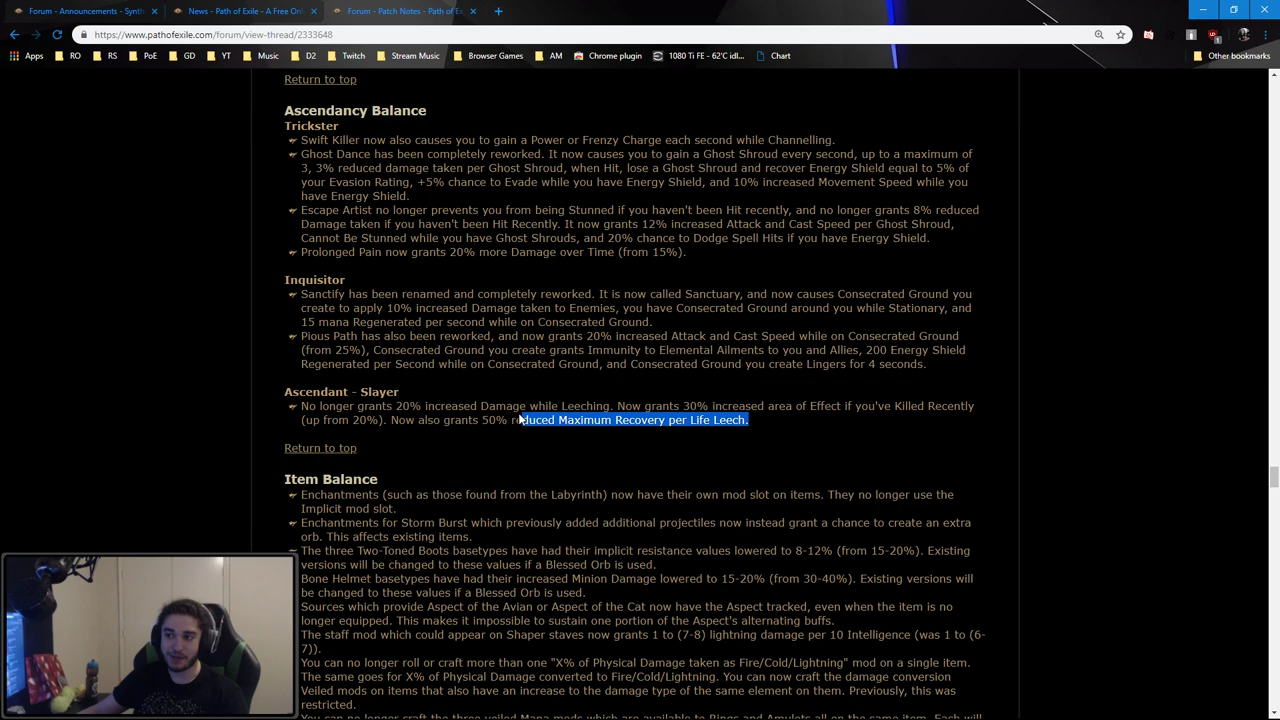 Forum - Announcements - Synth
News - Path of Exile - A Free Onl
Forum - Patch Notes - Path of Ex
https://www.pathofexile.com/forum/view-thread/2333648
Apps RO RS PoE GD YT Music D2 Twitch Stream Music Browser Games AM Chrome plugin 1080 Ti FE - 62°C idl... Chart Other bookmarks
Return to top
Ascendancy Balance
Trickster
Swift Killer now also causes you to gain a Power or Frenzy Charge each second while Channelling.
Ghost Dance has been completely reworked. It now causes you to gain a Ghost Shroud every second, up to a maximum of
3, 3% reduced damage taken per Ghost Shroud, when Hit, lose a Ghost Shroud and recover Energy Shield equal to 5% of
your Evasion Rating, +5% chance to Evade while you have Energy Shield, and 10% increased Movement Speed while you
have Energy Shield.
Escape Artist no longer prevents you from being Stunned if you haven't been Hit recently, and no longer grants 8% reduced
Damage taken if you haven't been Hit Recently. It now grants 12% increased Attack and Cast Speed per Ghost Shroud,
Cannot Be Stunned while you have Ghost Shrouds, and 20% chance to Dodge Spell Hits if you have Energy Shield.
Prolonged Pain now grants 20% more Damage over Time (from 15%).
Inquisitor
Sanctify has been renamed and completely reworked. It is now called Sanctuary, and now causes Consecrated Ground you
create to apply 10% increased Damage taken to Enemies, you have Consecrated Ground around you while Stationary, and
15 mana Regenerated per second while on Consecrated Ground.
Pious Path has also been reworked, and now grants 20% increased Attack and Cast Speed while on Consecrated Ground
(from 25%), Consecrated Ground you create grants Immunity to Elemental Ailments to you and Allies, 200 Energy Shield
Regenerated per Second while on Consecrated Ground, and Consecrated Ground you create Lingers for 4 seconds.
Ascendant - Slayer
No longer grants 20% increased Damage while Leeching. Now grants 30% increased area of Effect if you've Killed Recently
(up from 20%). Now also grants 50% reduced Maximum Recovery per Life Leech.
Return to top
Item Balance
Enchantments (such as those found from the Labyrinth) now have their own mod slot on items. They no longer use the
Implicit mod slot.
Enchantments for Storm Burst which previously added additional projectiles now instead grant a chance to create an extra
orb. This affects existing items.
The three Two-Toned Boots basetypes have had their implicit resistance values lowered to 8-12% (from 15-20%). Existing
versions will be changed to these values if a Blessed Orb is used.
Bone Helmet basetypes have had their increased Minion Damage lowered to 15-20% (from 30-40%). Existing versions will
be changed to these values if a Blessed Orb is used.
Sources which provide Aspect of the Avian or Aspect of the Cat now have the Aspect tracked, even when the item is no
longer equipped. This makes it impossible to sustain one portion of the Aspect's alternating buffs.
The staff mod which could appear on Shaper staves now grants 1 to (7-8) lightning damage per 10 Intelligence (was 1 to (6-
7)).
You can no longer roll or craft more than one "X% of Physical Damage taken as Fire/Cold/Lightning" mod on a single item.
The same goes for X% of Physical Damage converted to Fire/Cold/Lightning. You can now craft the damage conversion
Veiled mods on items that also have an increase to the damage type of the same element on them. Previously, this was
restricted.
You can no longer craft the three veiled Mana mods which are available to Rings and Amulets all on the same item. Each will